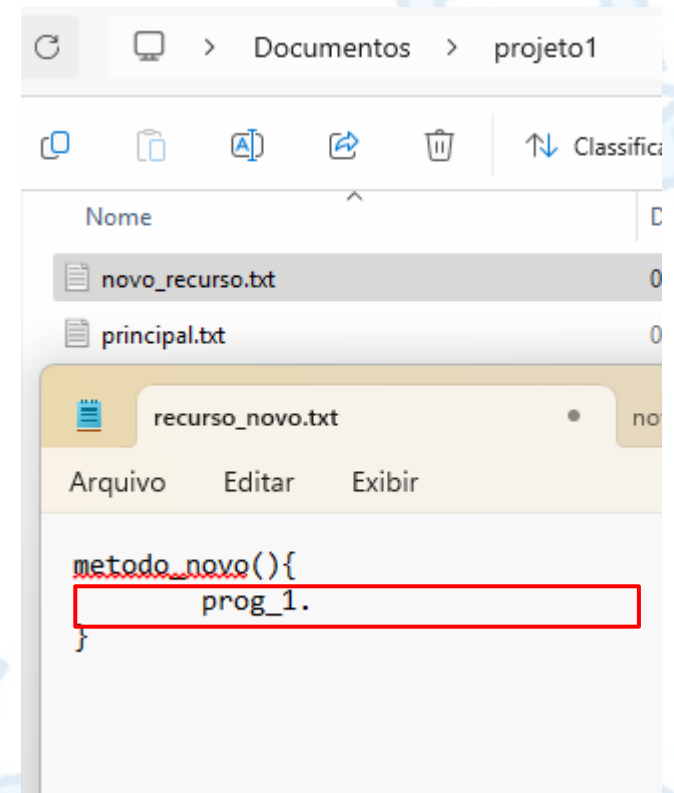 > Documentos > projeto1
Classifica
Nome D
novo_recurso.txt 0
principal.txt 0
recurso_novo.txt • no
Arquivo Editar Exibir
metodo_novo(){
prog_1.
}